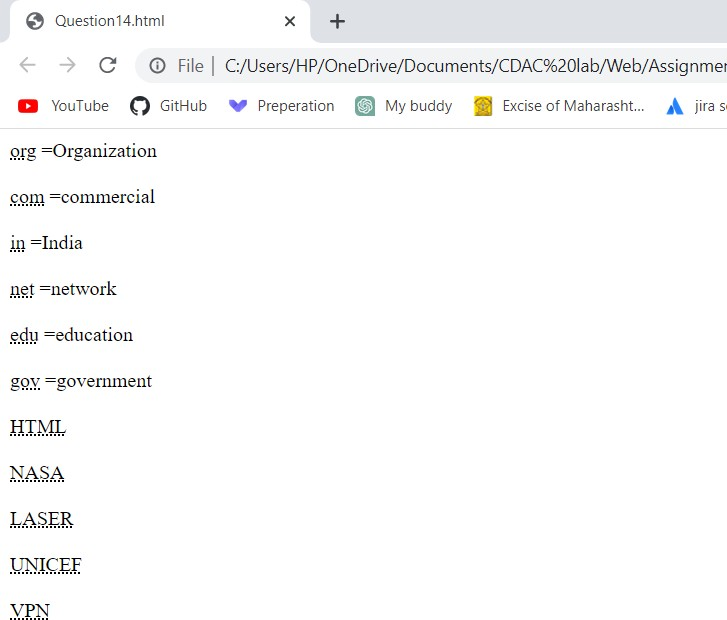 Question14.html
File | C:/Users/HP/OneDrive/Documents/CDAC%20lab/Web/Assignmen
YouTube GitHub Preperation My buddy Excise of Maharasht... jira s
org =Organization
com =commercial
in =India
net =network
edu =education
gov =government
HTML
NASA
LASER
UNICEF
VPN